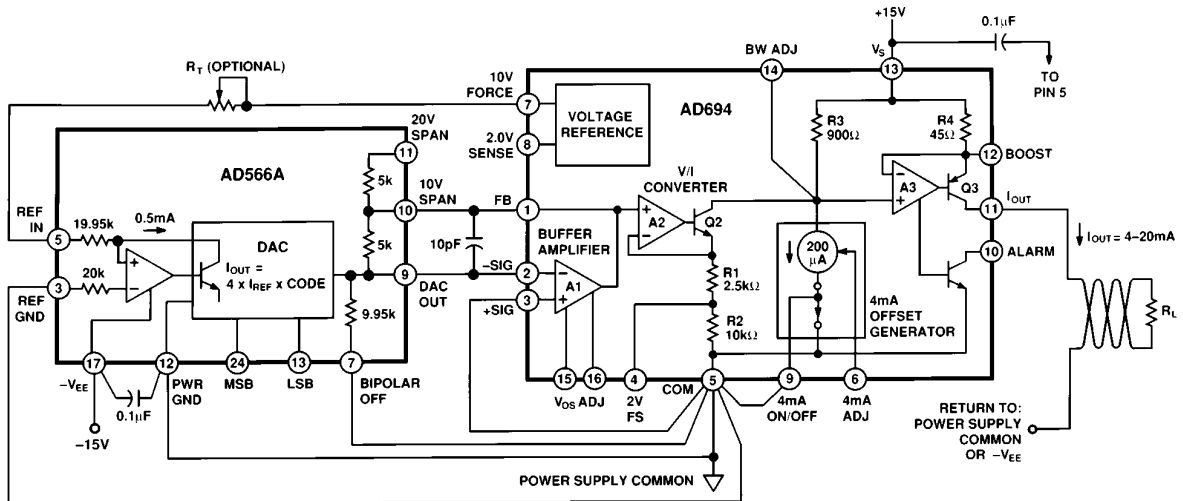 +15V
0.1µF
TO
PIN 5
BW ADJ
VS
14
13
RT (OPTIONAL)
10V
FORCE
7
VOLTAGE
REFERENCE
2.0V
SENSE
8
AD694
R3
900Ω
R4
45Ω
12
BOOST
A3
Q3
IOUT
11
IOUT = 4–20mA
10
ALARM
RL
20V
SPAN
11
AD566A
5k
10V
SPAN
10
5k
10pF
9
DAC
OUT
REF
IN
5
19.95k
0.5mA
20k
3
REF
GND
DAC
IOUT =
4 x IREF x CODE
9.95k
17
–VEE
12
PWR
GND
24
MSB
13
LSB
7
BIPOLAR
OFF
0.1µF
–15V
FB
1
BUFFER
AMPLIFIER
–SIG
2
3
+SIG
A1
V/I
CONVERTER
A2
Q2
R1
2.5kΩ
R2
10kΩ
200
µA
4mA
OFFSET
GENERATOR
15
16
VOS ADJ
4
2V
FS
COM
5
9
4mA
ON/OFF
6
4mA
ADJ
POWER SUPPLY COMMON
RETURN TO:
POWER SUPPLY
COMMON
OR –VEE